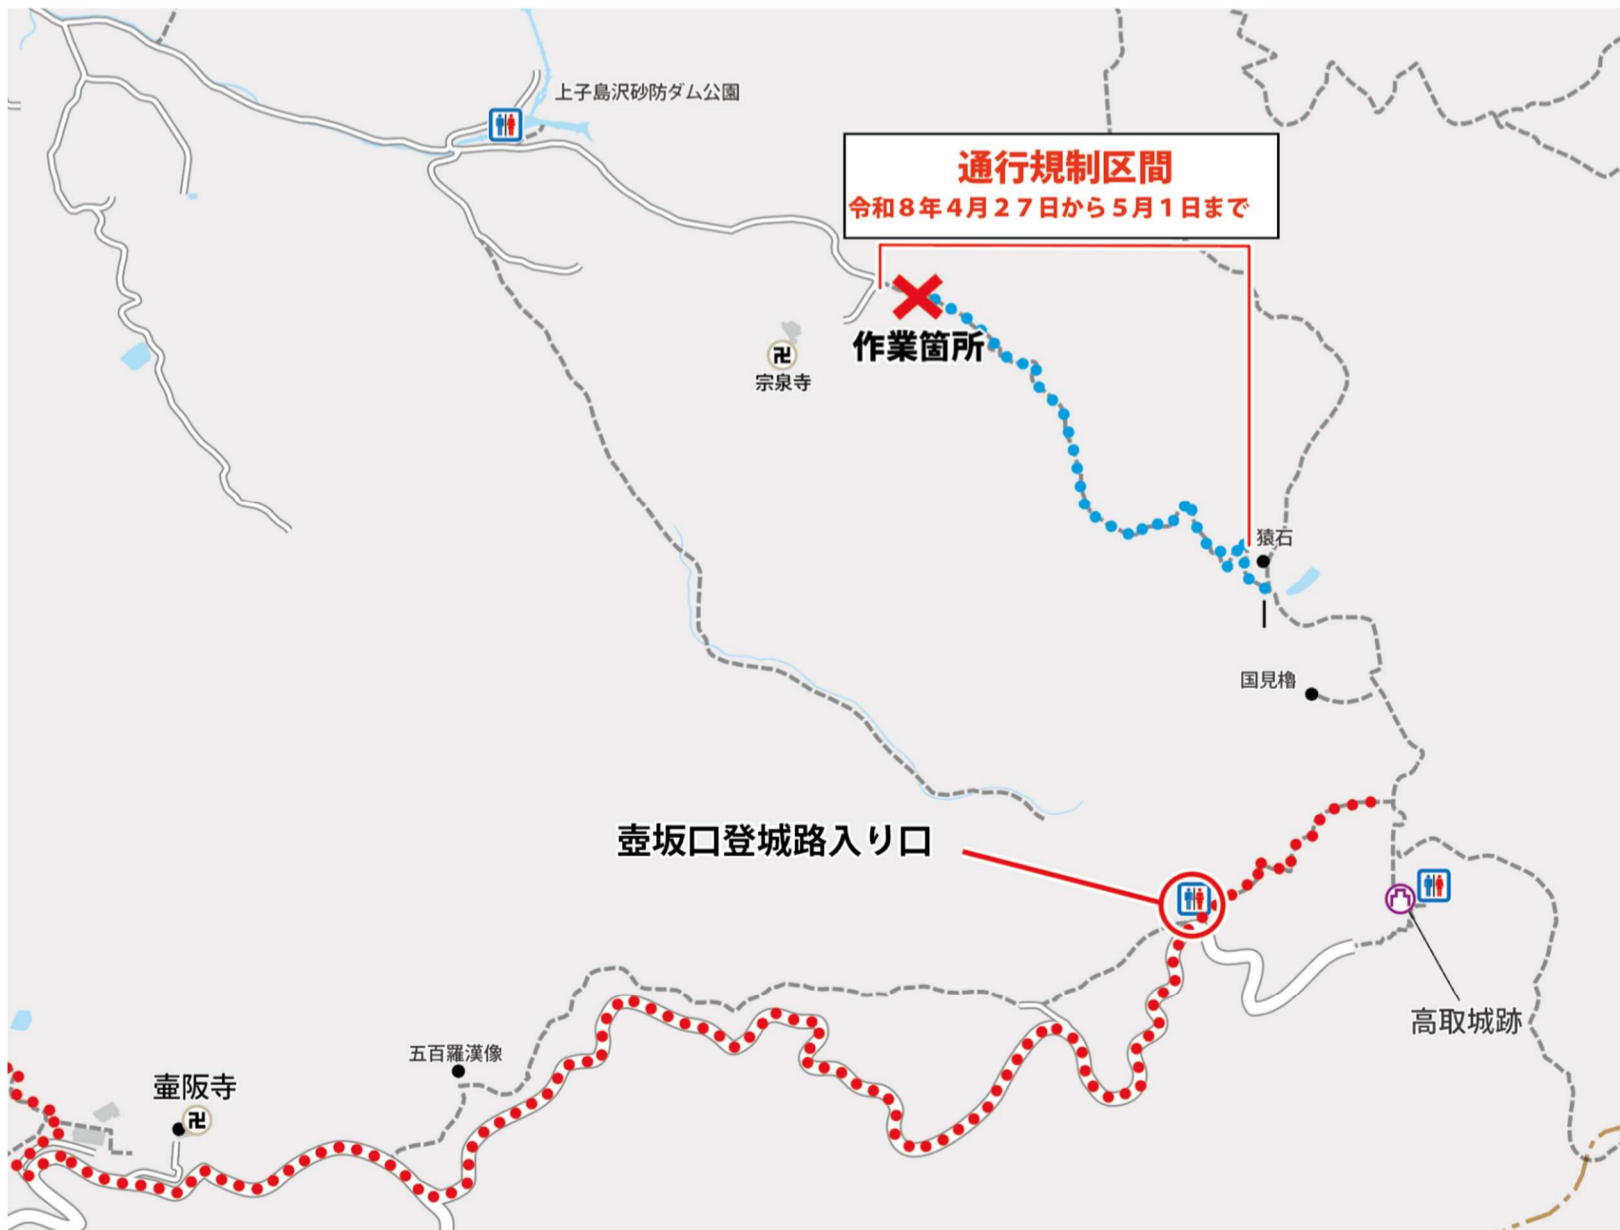 上子島沢砂防ダム公園
通行規制区間
令和８年４月２７日から５月１日まで
作業箇所
宗泉寺
猿石
国見櫓
壺坂口登城路入り口
高取城跡
五百羅漢像
壷阪寺